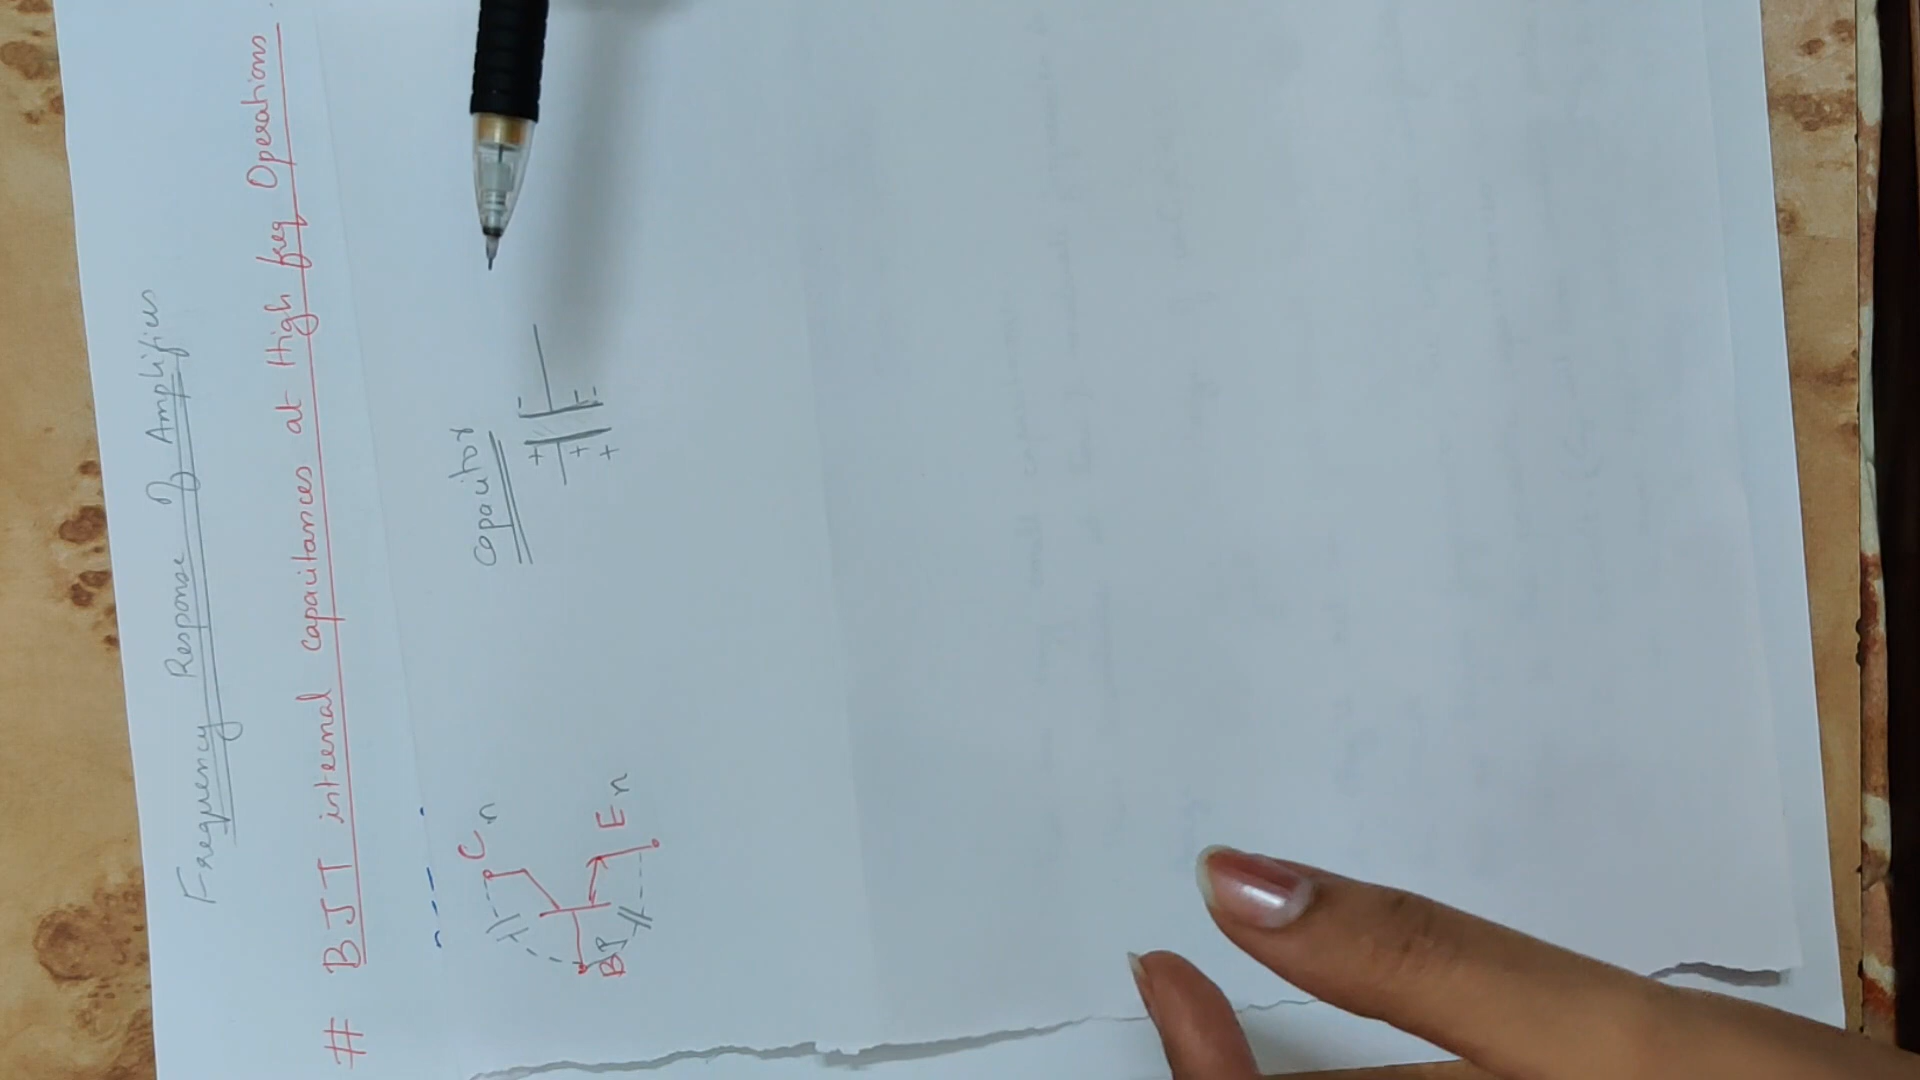 Frequency Response of Amplifiers
# BJT internal capacitances at High freq Operations.
C n
B P
E n
Capacitor
+ -
+ -
+ -